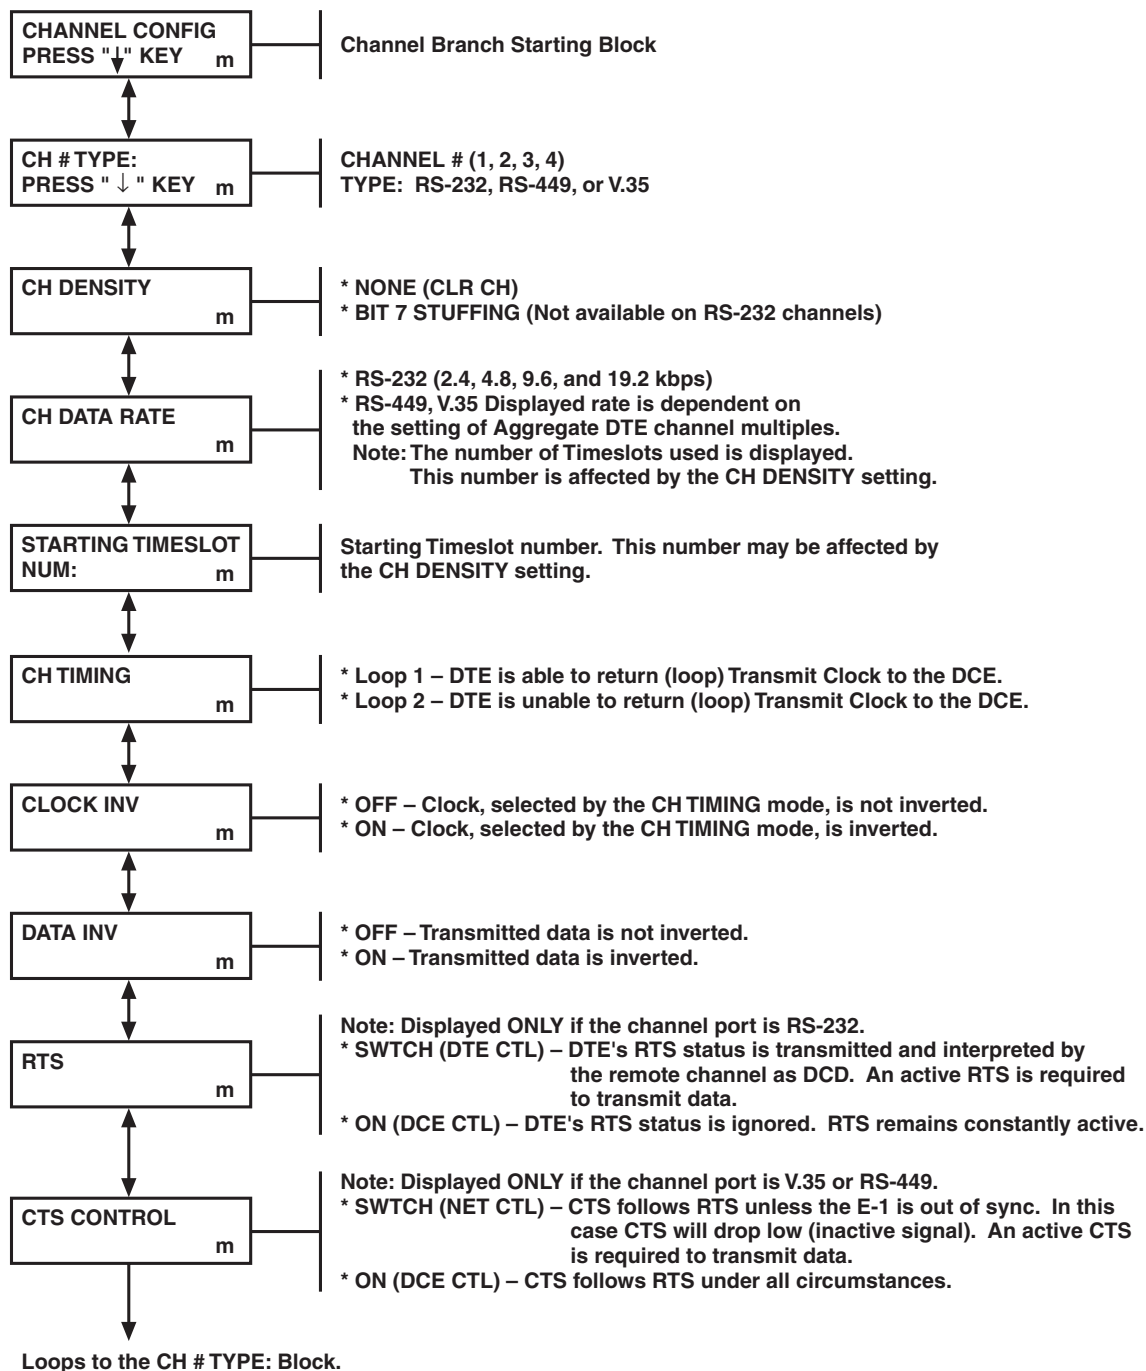 CHANNEL CONFIG
PRESS "↓" KEY m
Channel Branch Starting Block
CH # TYPE:
PRESS " ↓ " KEY m
CHANNEL # (1, 2, 3, 4)
TYPE: RS-232, RS-449, or V.35
CH DENSITY
m
* NONE (CLR CH)
* BIT 7 STUFFING (Not available on RS-232 channels)
CH DATA RATE
m
* RS-232 (2.4, 4.8, 9.6, and 19.2 kbps)
* RS-449, V.35 Displayed rate is dependent on
the setting of Aggregate DTE channel multiples.
Note: The number of Timeslots used is displayed.
This number is affected by the CH DENSITY setting.
STARTING TIMESLOT
NUM: m
Starting Timeslot number. This number may be affected by
the CH DENSITY setting.
CH TIMING
m
* Loop 1 – DTE is able to return (loop) Transmit Clock to the DCE.
* Loop 2 – DTE is unable to return (loop) Transmit Clock to the DCE.
CLOCK INV
m
* OFF – Clock, selected by the CH TIMING mode, is not inverted.
* ON – Clock, selected by the CH TIMING mode, is inverted.
DATA INV
m
* OFF – Transmitted data is not inverted.
* ON – Transmitted data is inverted.
RTS
m
Note: Displayed ONLY if the channel port is RS-232.
* SWTCH (DTE CTL) – DTE's RTS status is transmitted and interpreted by
the remote channel as DCD. An active RTS is required
to transmit data.
* ON (DCE CTL) – DTE's RTS status is ignored. RTS remains constantly active.
CTS CONTROL
m
Note: Displayed ONLY if the channel port is V.35 or RS-449.
* SWTCH (NET CTL) – CTS follows RTS unless the E-1 is out of sync. In this
case CTS will drop low (inactive signal). An active CTS
is required to transmit data.
* ON (DCE CTL) – CTS follows RTS under all circumstances.
Loops to the CH # TYPE: Block.